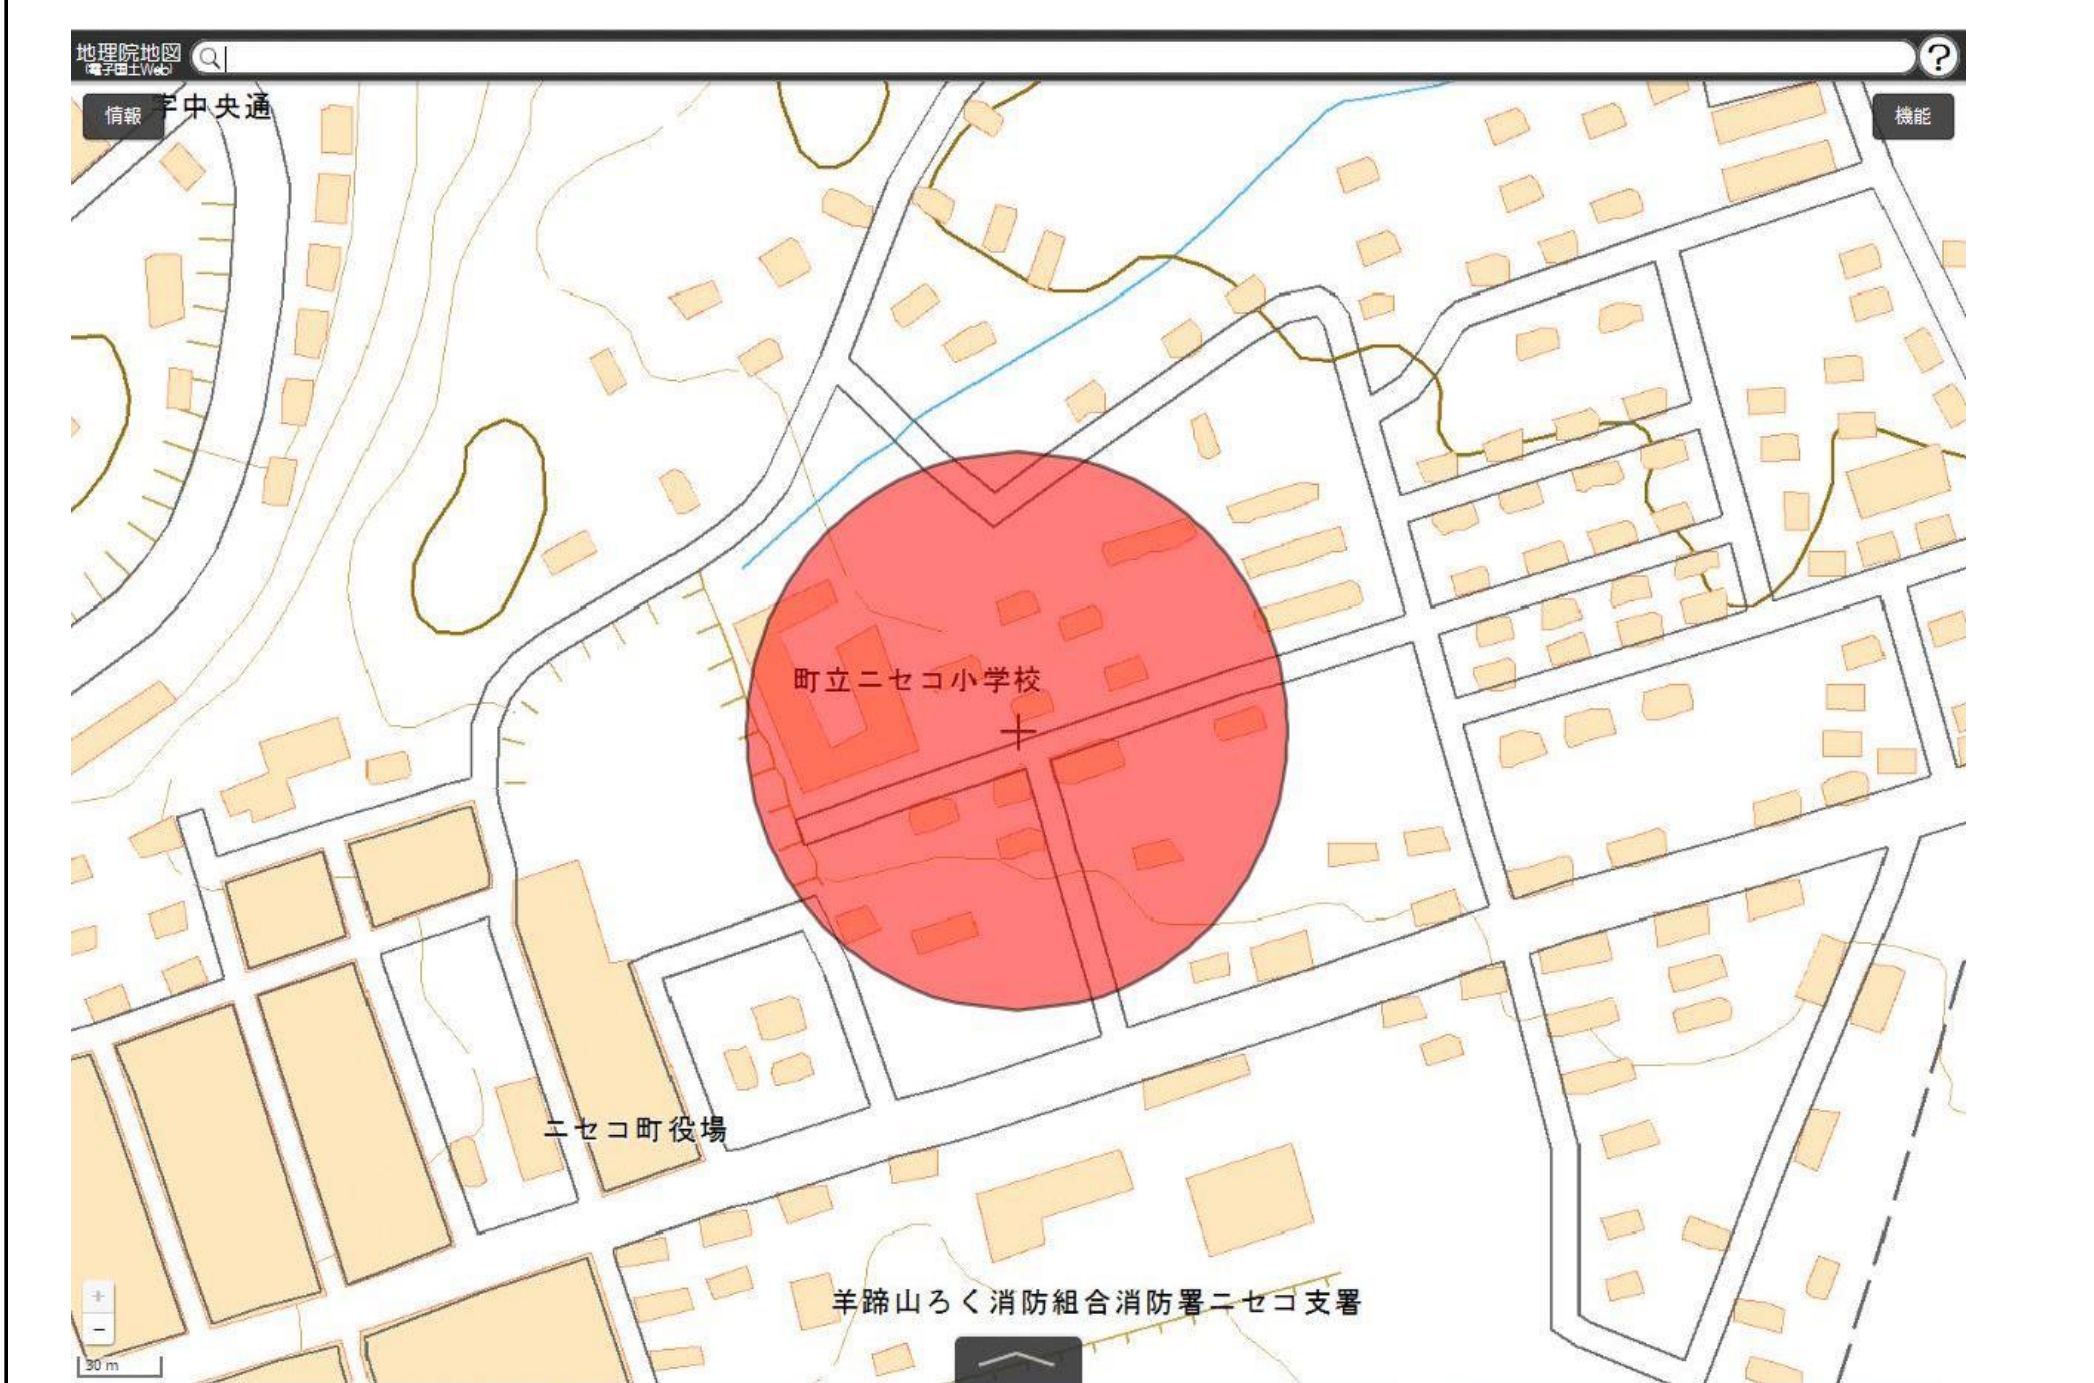 地理院地図
(電子国土Web)
?
情報
字中央通
機能
町立ニセコ小学校
ニセコ町役場
羊蹄山ろく消防組合消防署ニセコ支署
+
−
30 m